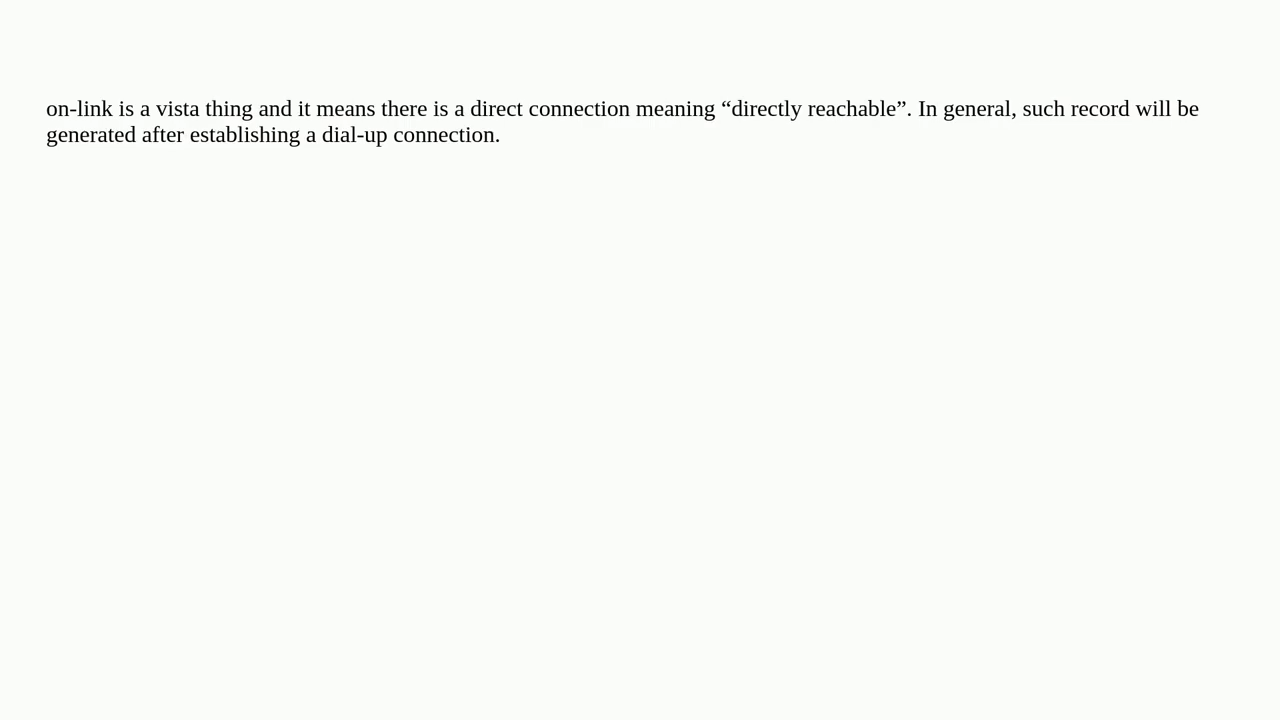 on-link is a vista thing and it means there is a direct connection meaning “directly reachable”. In general, such record will be
generated after establishing a dial-up connection.